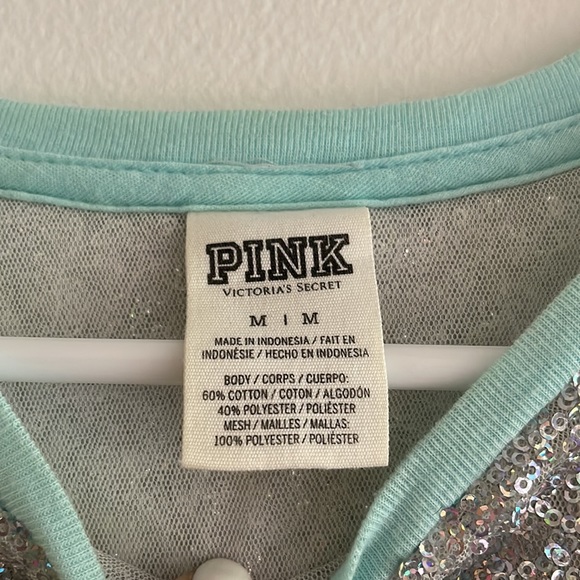 PINK
VICTORIA'S SECRET
M | M
MADE IN INDONESIA / FAIT EN
INDONÉSIE / HECHO EN INDONESIA
BODY / CORPS / CUERPO:
60% COTTON / COTON / ALGODÓN
40% POLYESTER / POLIÉSTER
MESH / MAILLES / MALLAS:
100% POLYESTER / POLIÉSTER